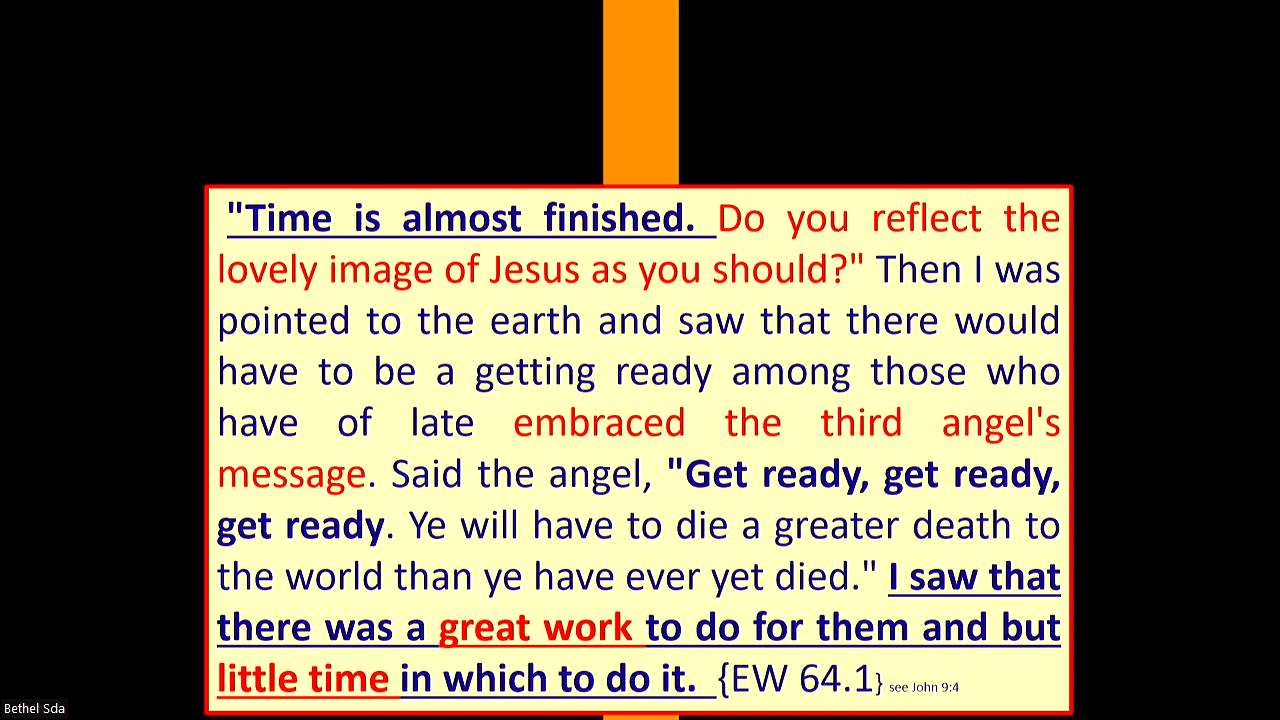 "Time is almost finished. Do you reflect the
lovely image of Jesus as you should?" Then I was
pointed to the earth and saw that there would
have to be a getting ready among those who
have of late embraced the third angel's
message. Said the angel, "Get ready, get ready,
get ready. Ye will have to die a greater death to
the world than ye have ever yet died." I saw that
there was a great work to do for them and but
little time in which to do it. {EW 64.1} see John 9:4
Bethel Sda